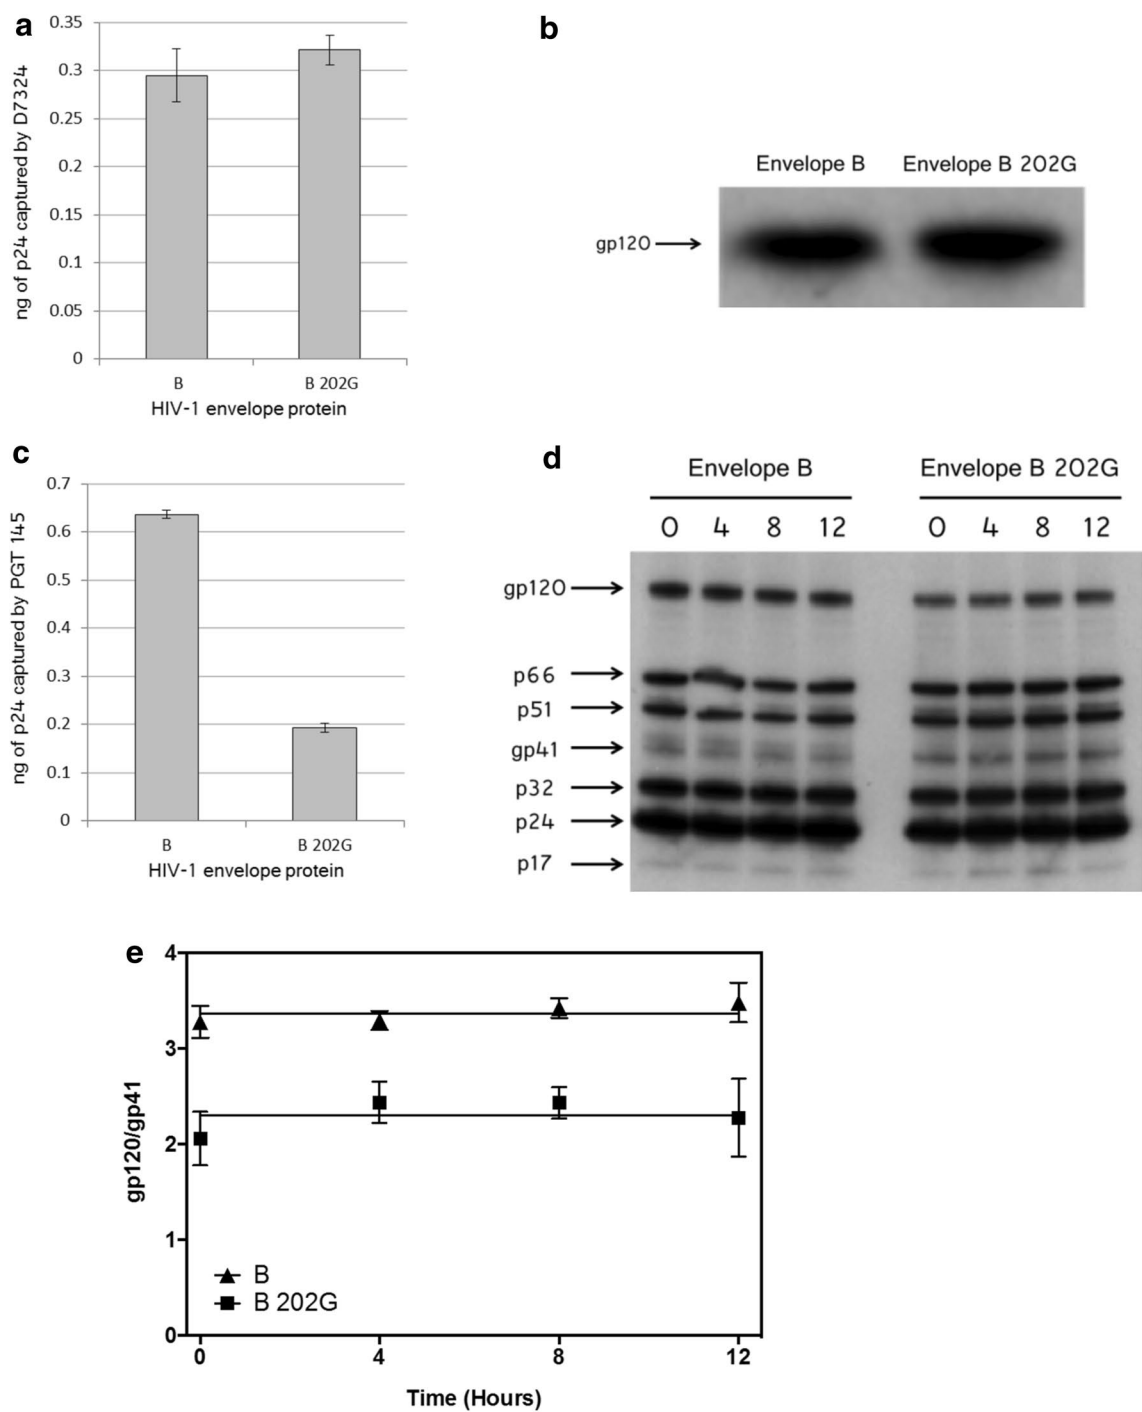 a
0.35
0.3
0.25
0.2
0.15
0.1
0.05
0
ng of p24 captured by D7324
B B 202G
HIV-1 envelope protein
b
Envelope B Envelope B 202G
gp120
c
0.7
0.6
0.5
0.4
0.3
0.2
0.1
0
ng of p24 captured by PGT 145
B B 202G
HIV-1 envelope protein
d
Envelope B Envelope B 202G
0 4 8 12 0 4 8 12
gp120
p66
p51
gp41
p32
p24
p17
e
4
3
2
1
0
gp120/gp41
B
B 202G
0 4 8 12
Time (Hours)